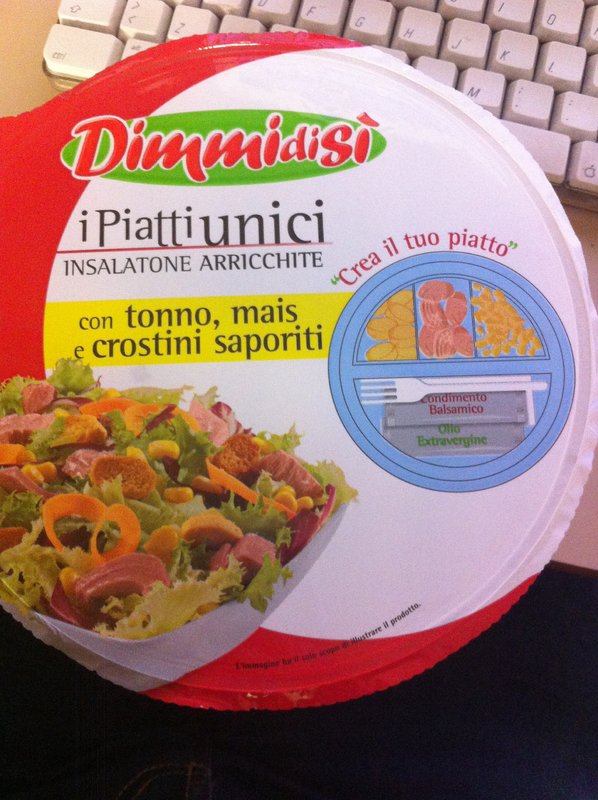 Dimmidisì
i Piatti unici
INSALATONE ARRICCHITE
"Crea il tuo piatto"
con tonno, mais
e crostini saporiti
Condimento
Balsamico
Olio
Extravergine
L'immagine ha il solo scopo di illustrare il prodotto.